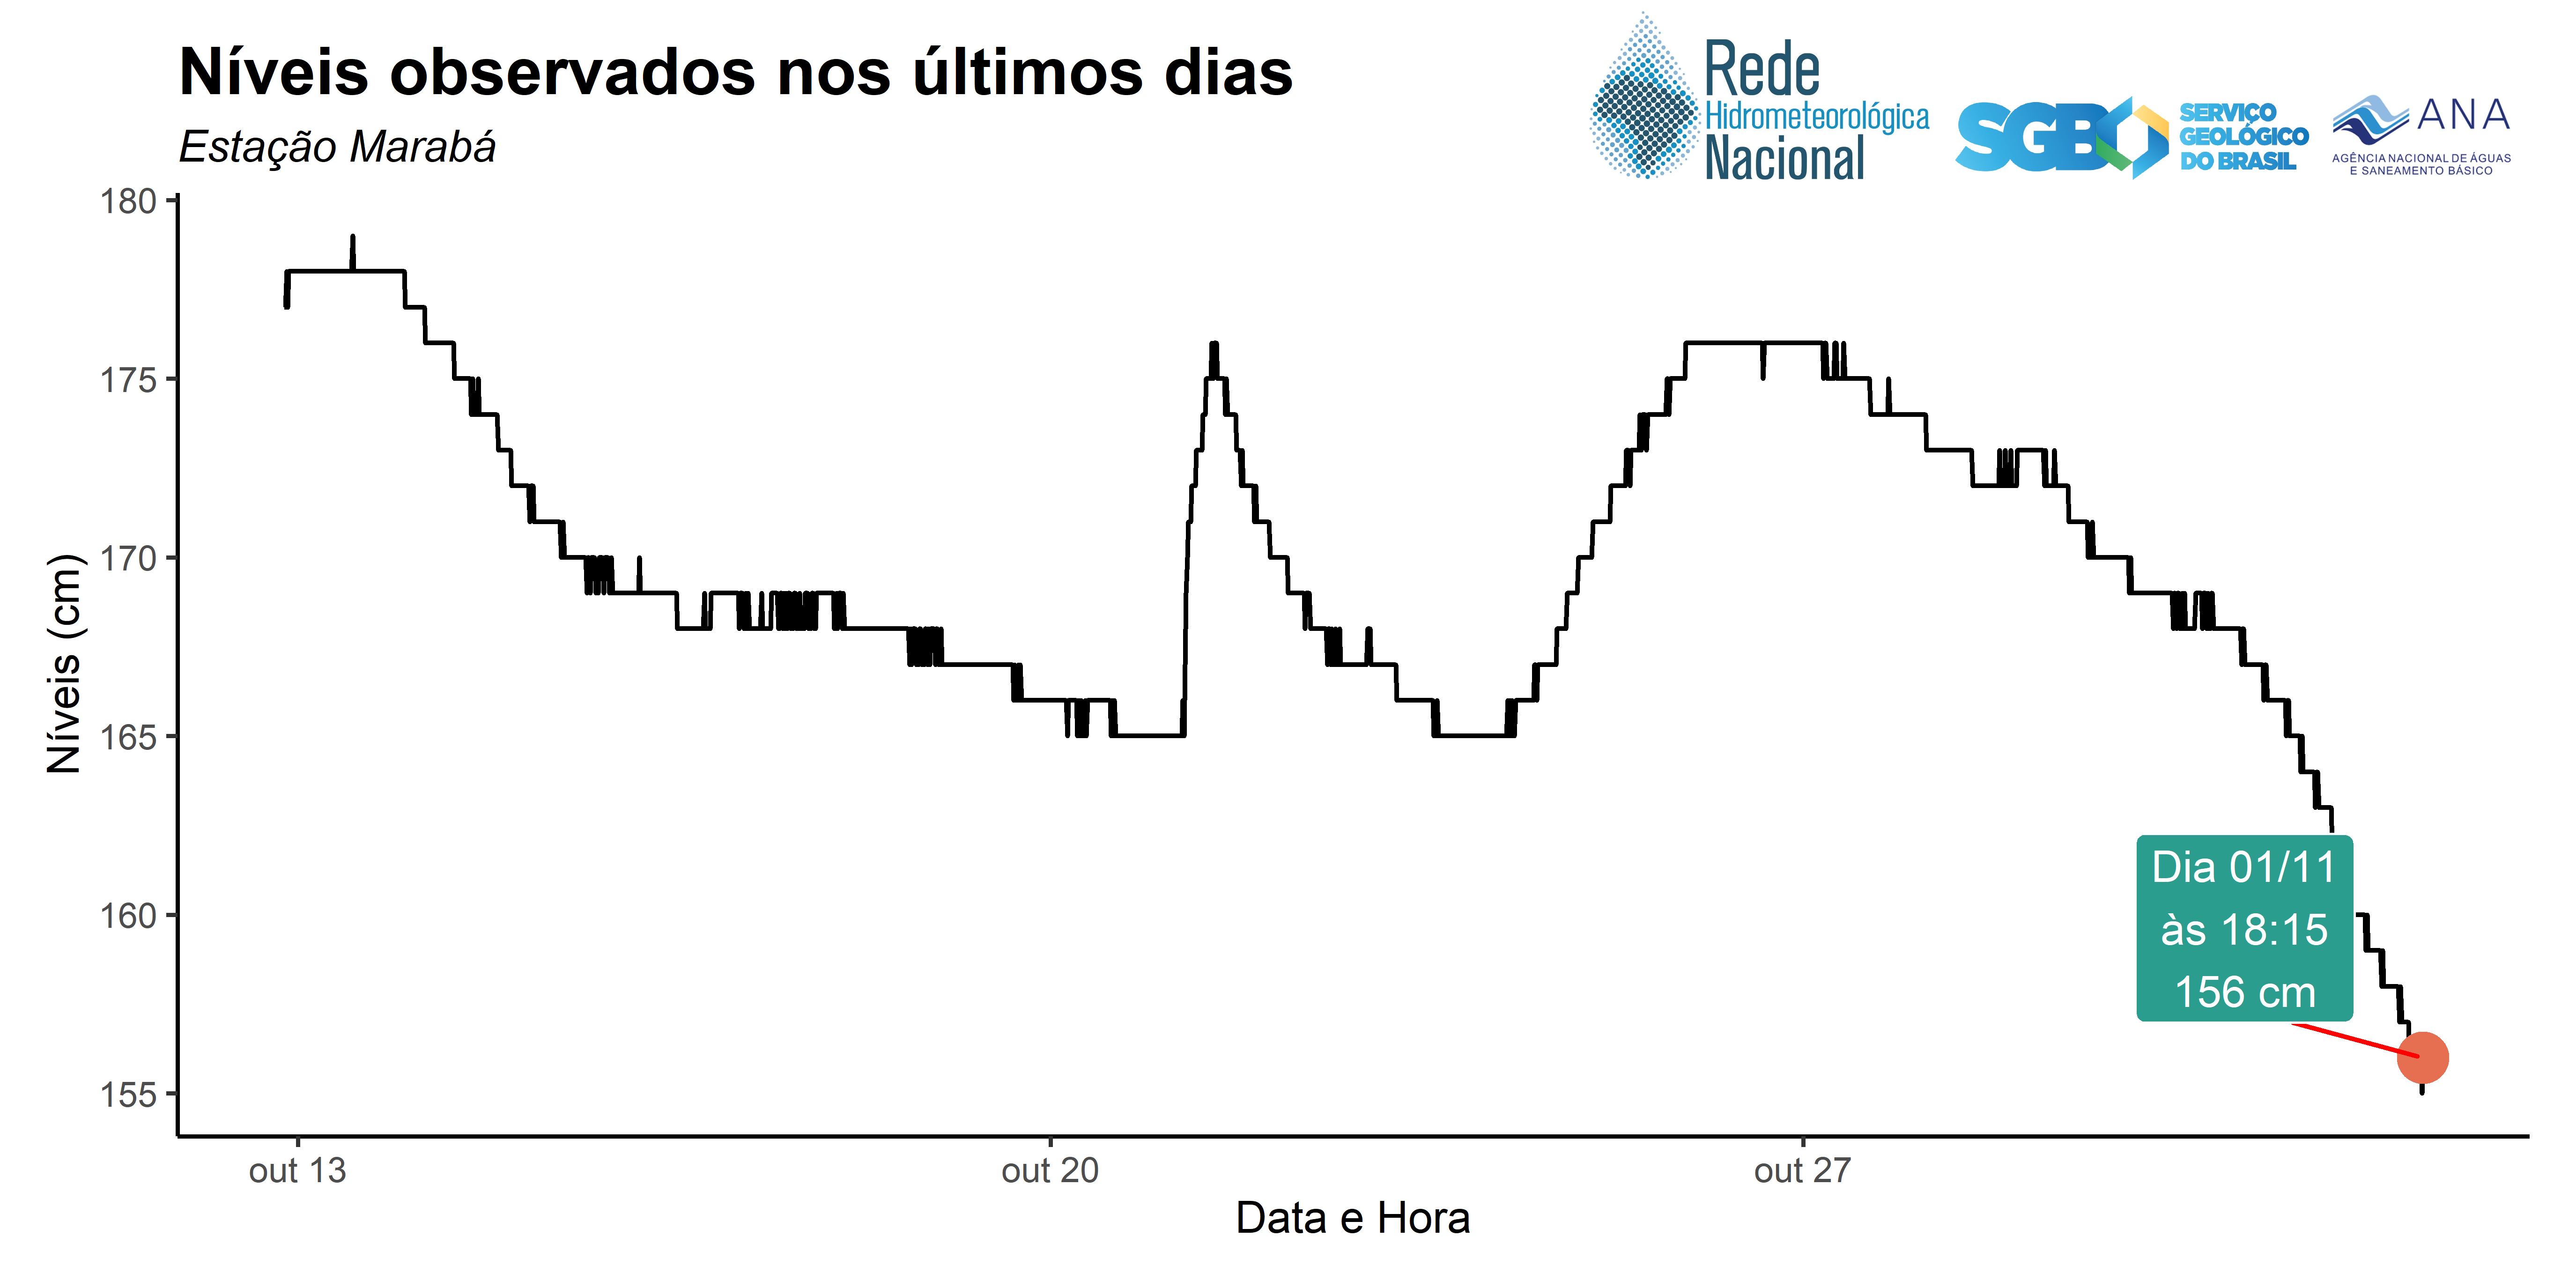 Níveis observados nos últimos dias
Estação Marabá
Rede
Hidrometeorológica
Nacional
SGB
SERVIÇO
GEOLÓGICO
DO BRASIL
ANA
AGÊNCIA NACIONAL DE ÁGUAS
E SANEAMENTO BÁSICO
180
175
170
165
160
155
Níveis (cm)
Dia 01/11
às 18:15
156 cm
out 13
out 20
out 27
Data e Hora